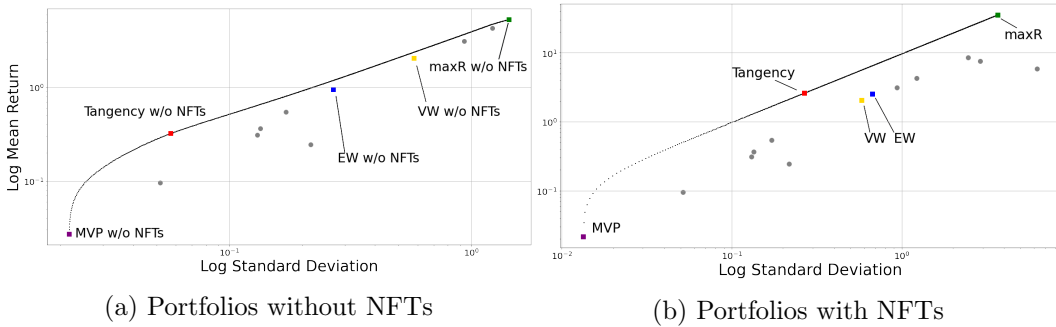 Log Mean Return
10⁰
10⁻¹
maxR w/o NFTs
Tangency w/o NFTs
VW w/o NFTs
EW w/o NFTs
MVP w/o NFTs
10⁻¹
10⁰
Log Standard Deviation
(a) Portfolios without NFTs
10¹
10⁰
10⁻¹
maxR
Tangency
VW EW
MVP
10⁻²
10⁻¹
10⁰
Log Standard Deviation
(b) Portfolios with NFTs